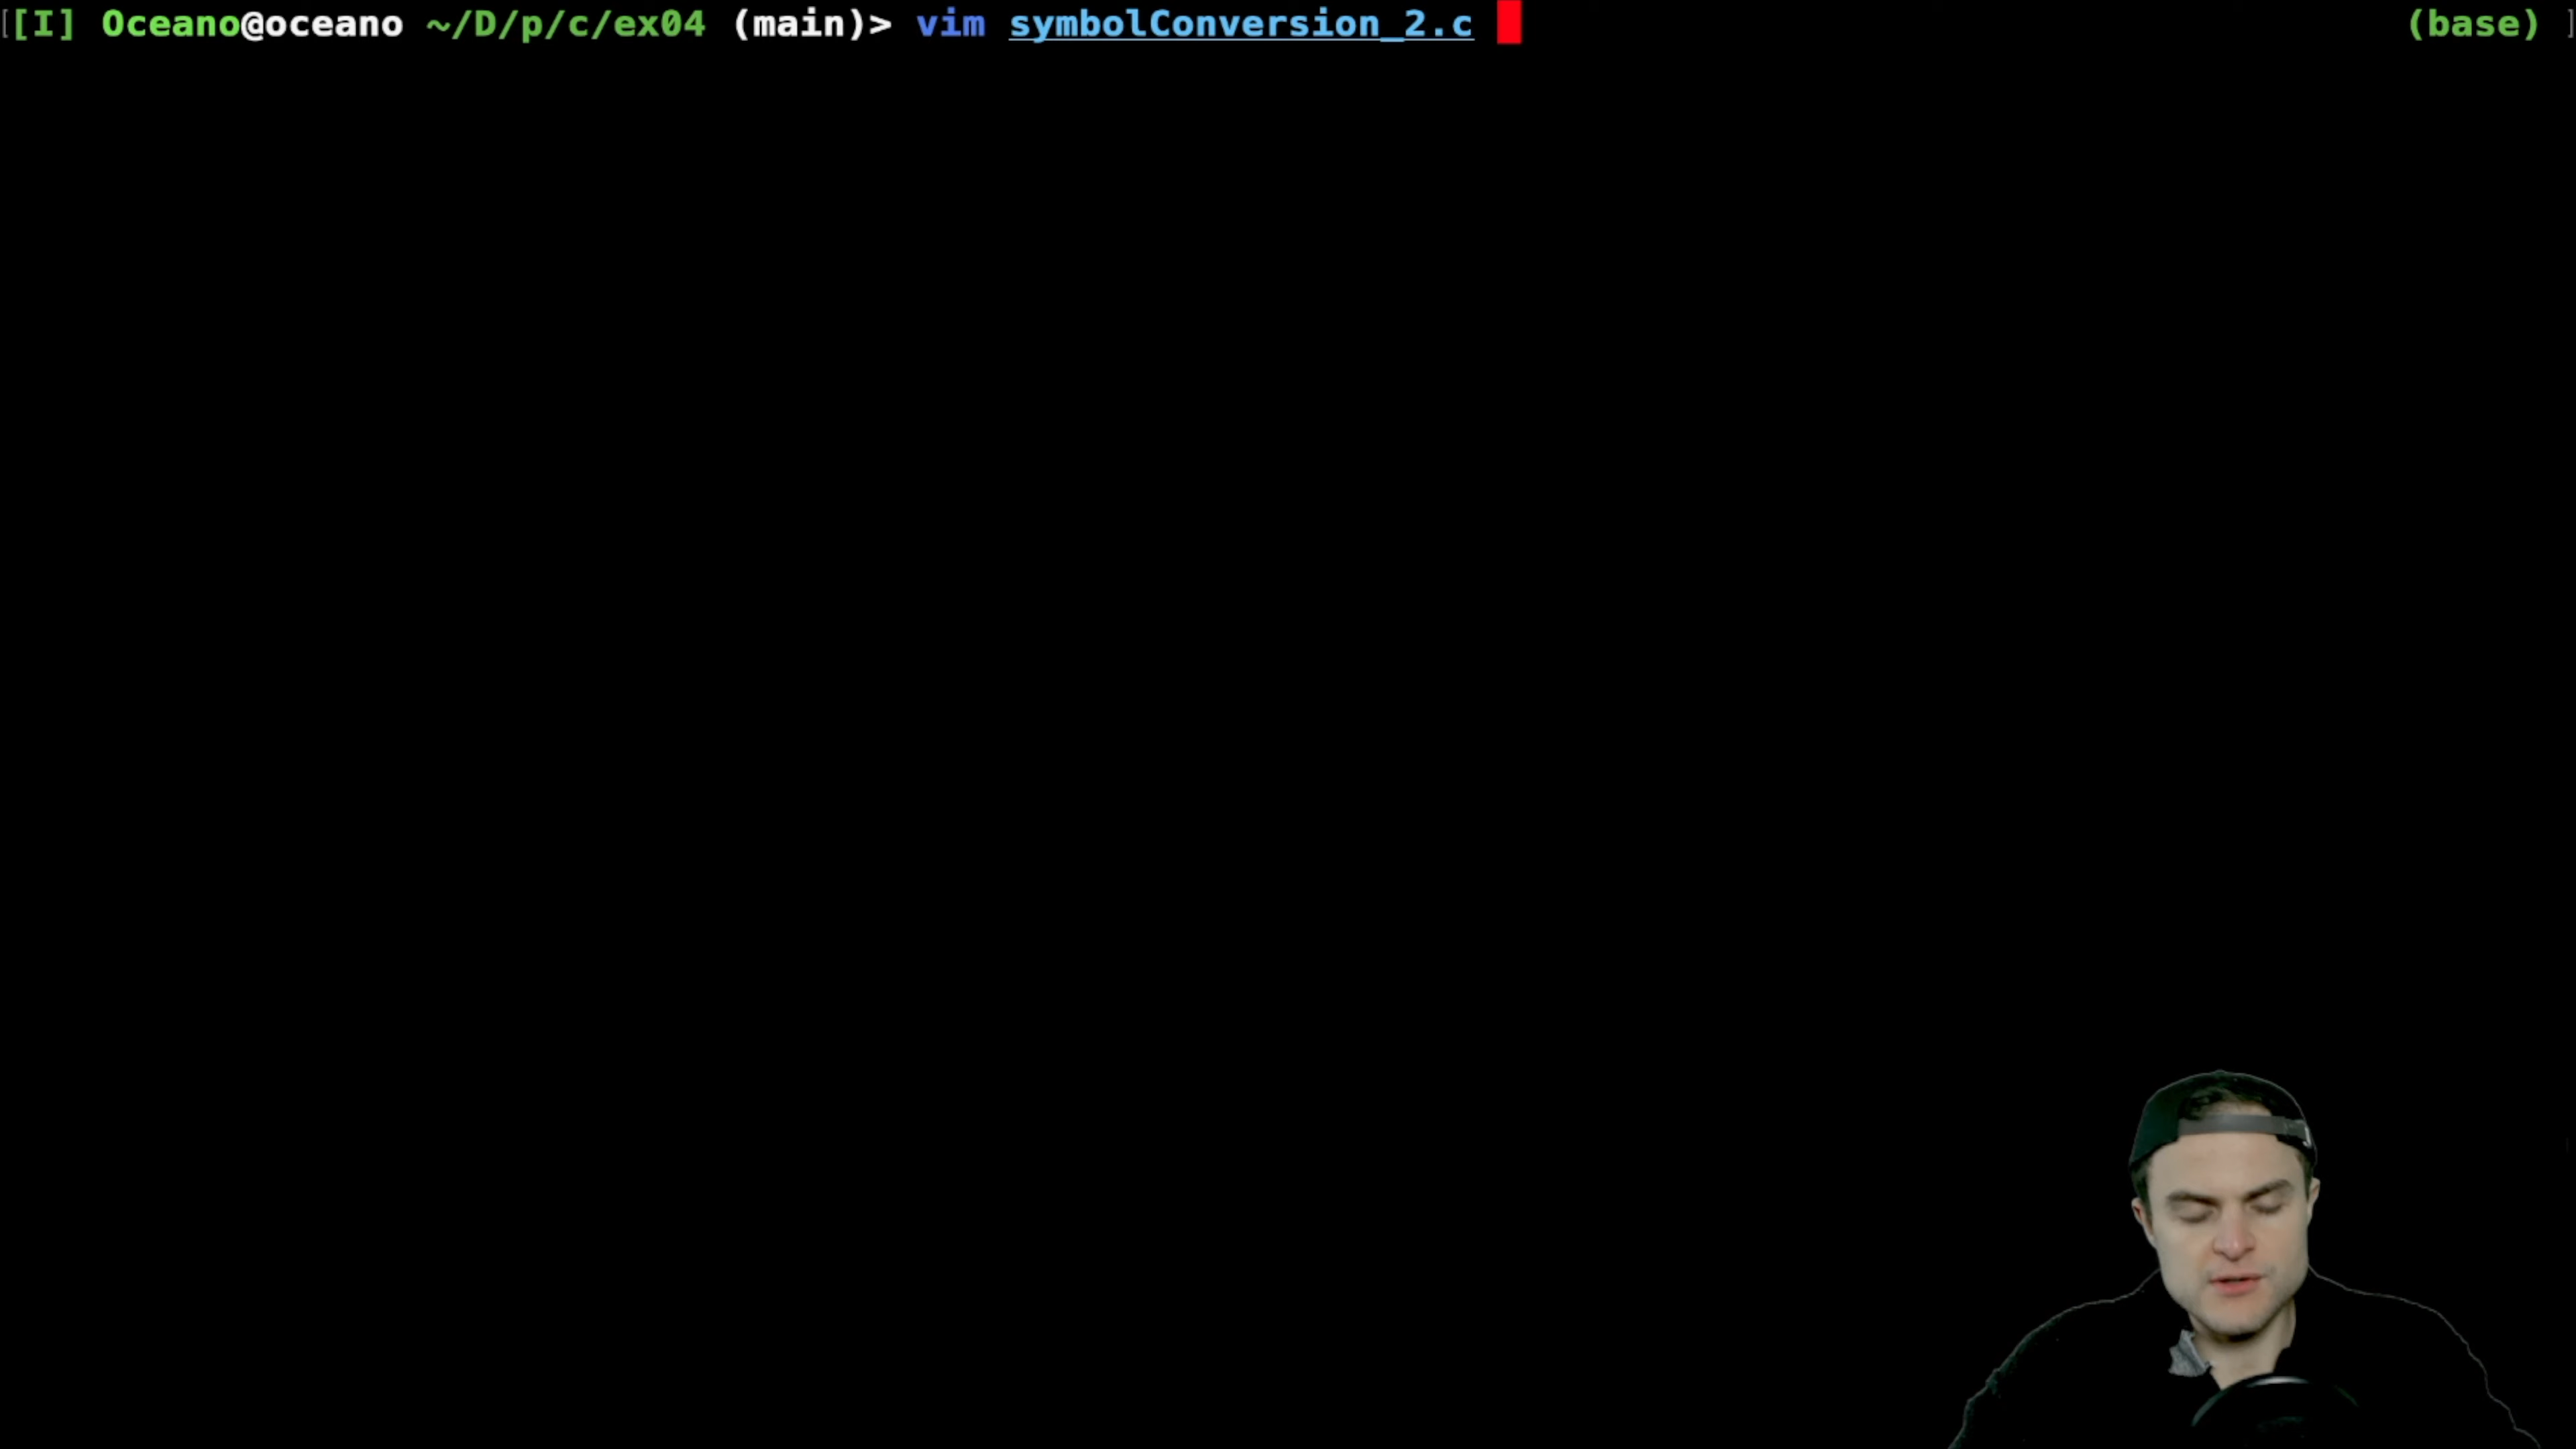 [[I] Oceano@oceano ~/D/p/c/ex04 (main)> vim symbolConversion_2.c (base) ]